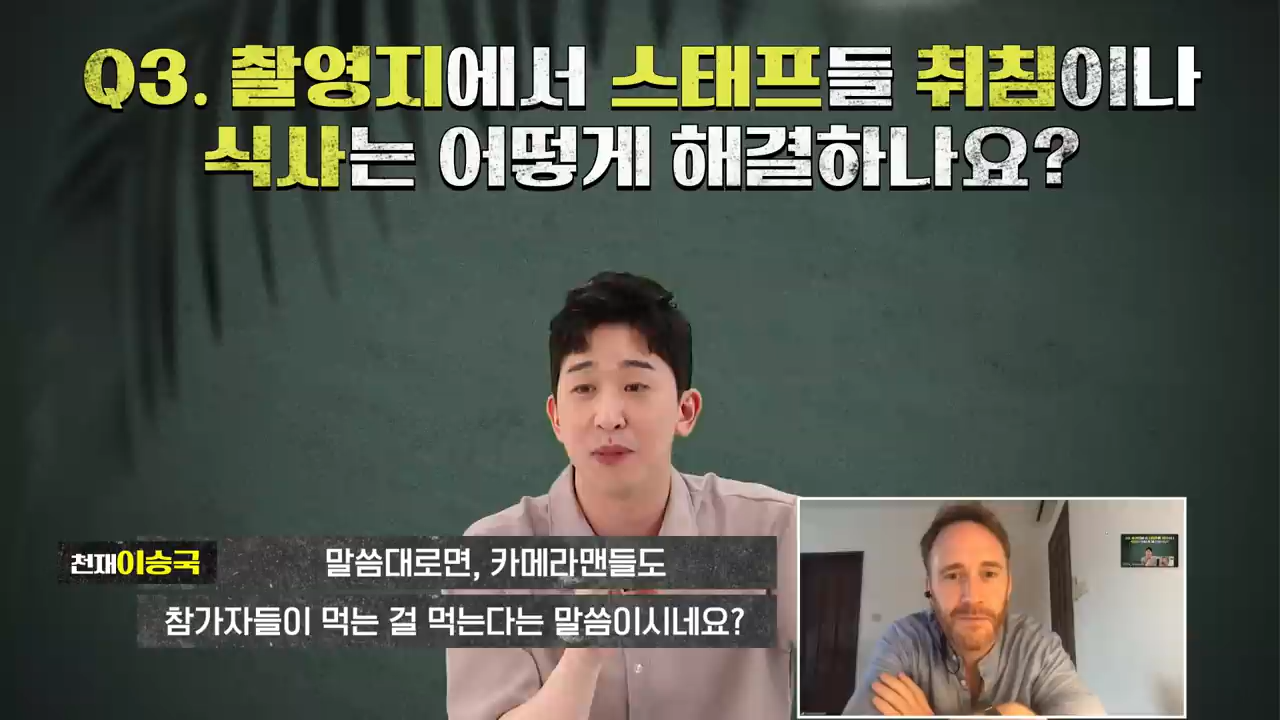 Q3. 촬영지에서 스태프들 취침이나
식사는 어떻게 해결하나요?
천재이승국
말씀대로면, 카메라맨들도
참가자들이 먹는 걸 먹는다는 말씀이시네요?